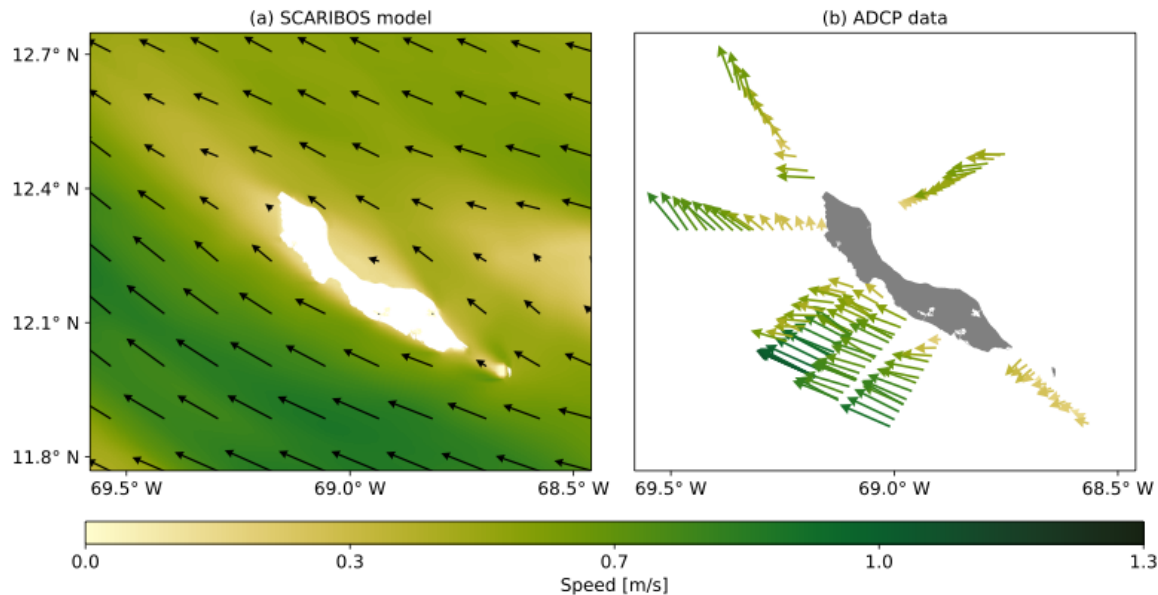 (a) SCARIBOS model
(b) ADCP data
12.7° N
12.4° N
12.1° N
11.8° N
69.5° W 69.0° W 68.5° W
69.5° W 69.0° W 68.5° W
0.0 0.3 0.7 1.0 1.3
Speed [m/s]